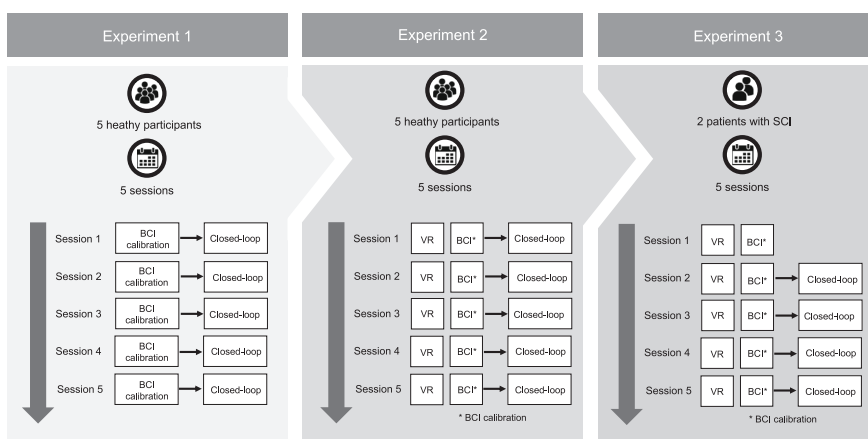 Experiment 1
5 heathy participants
5 sessions
Session 1 BCI calibration Closed-loop
Session 2 BCI calibration Closed-loop
Session 3 BCI calibration Closed-loop
Session 4 BCI calibration Closed-loop
Session 5 BCI calibration Closed-loop
Experiment 2
5 heathy participants
5 sessions
Session 1 VR BCI* Closed-loop
Session 2 VR BCI* Closed-loop
Session 3 VR BCI* Closed-loop
Session 4 VR BCI* Closed-loop
Session 5 VR BCI* Closed-loop
* BCI calibration
Experiment 3
2 patients with SCI
5 sessions
Session 1 VR BCI*
Session 2 VR BCI* Closed-loop
Session 3 VR BCI* Closed-loop
Session 4 VR BCI* Closed-loop
Session 5 VR BCI* Closed-loop
* BCI calibration